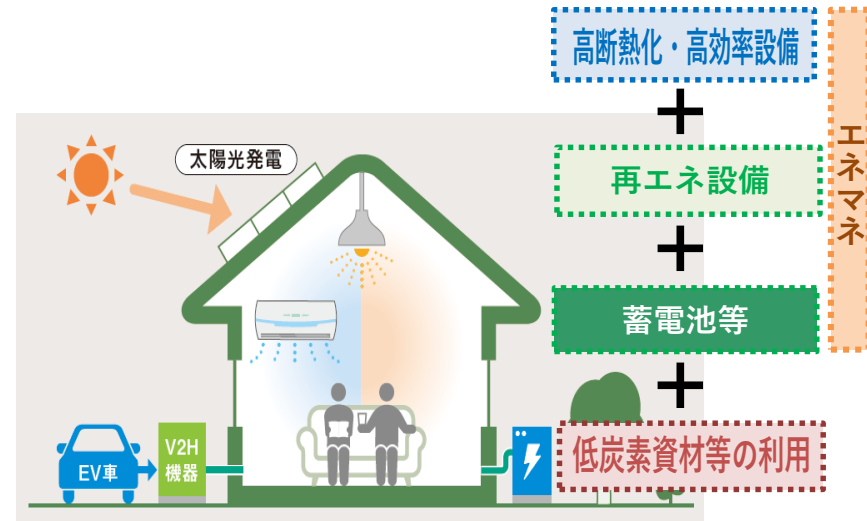 高断熱化・高効率設備
+
再エネ設備
+
蓄電池等
+
低炭素資材等の利用
エネマネ
太陽光発電
EV車
V2H
機器